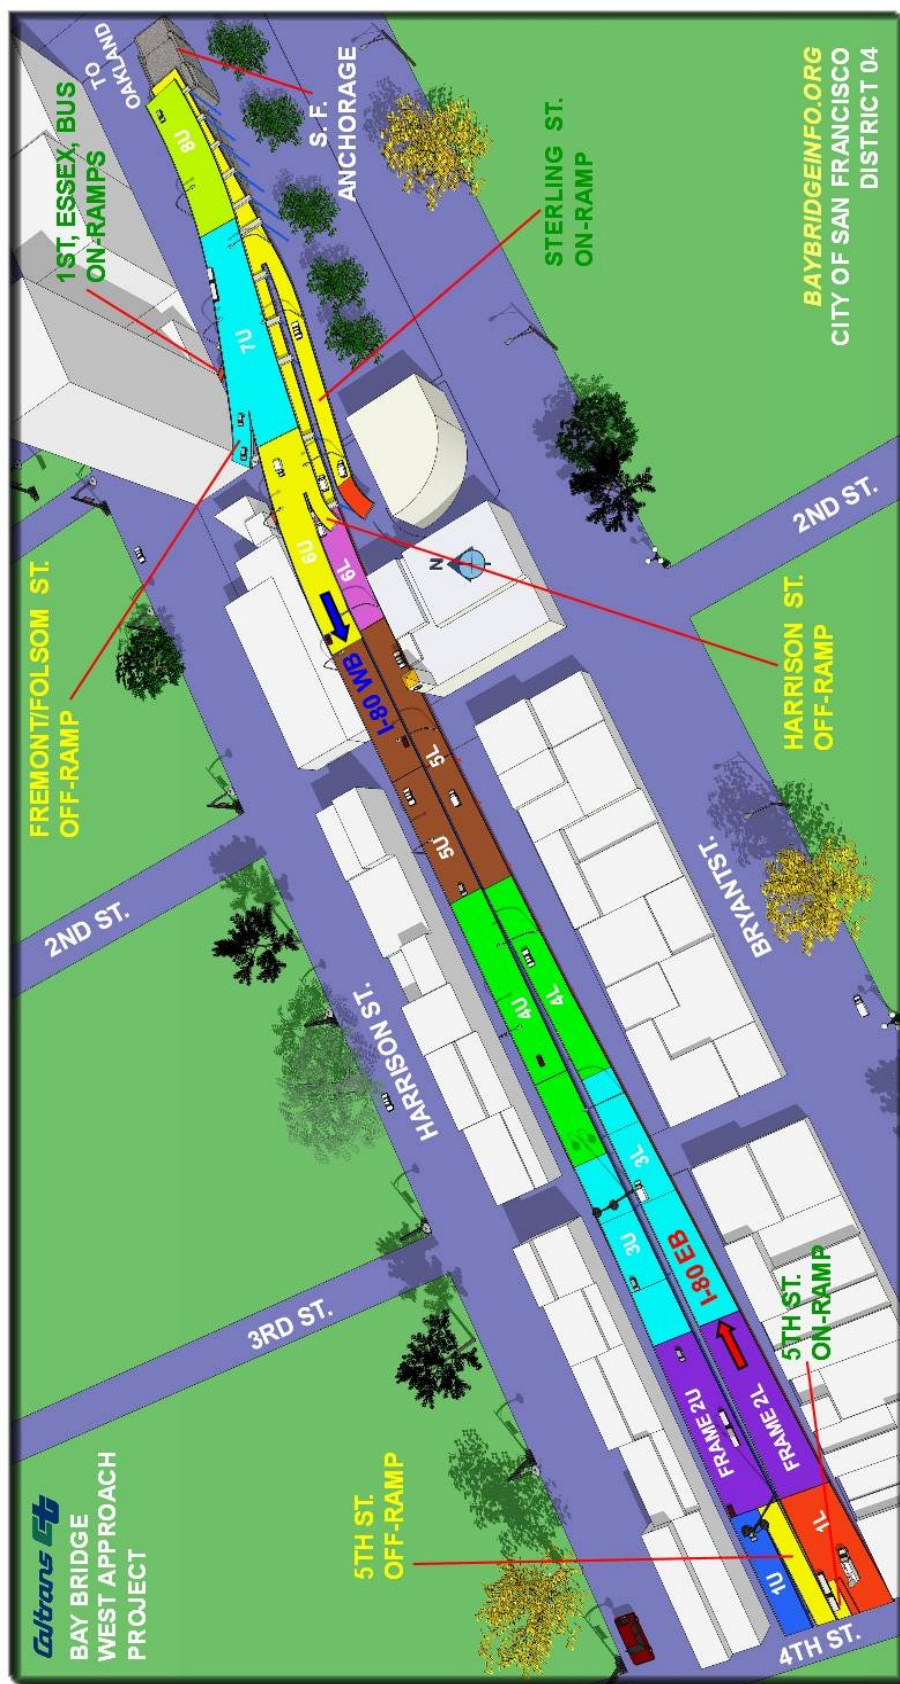 Caltrans ct
BAY BRIDGE
WEST APPROACH
PROJECT
5TH ST.
OFF-RAMP
3RD ST.
2ND ST.
HARRISON ST.
FREMONT/FOLSOM ST.
OFF-RAMP
1ST, ESSEX, BUS
ON-RAMPS
TO
OAKLAND
S. F.
ANCHORAGE
STERLING ST.
ON-RAMP
HARRISON ST.
OFF-RAMP
2ND ST.
BRYANTST.
5TH ST.
ON-RAMP
4TH ST.
1U
FRAME 2U
3U
4U
5U
I-80 WB
6U
7U
8U
1L
FRAME 2L
I-80 EB
3L
4L
5L
6L
N
BAYBRIDGEINFO.ORG
CITY OF SAN FRANCISCO
DISTRICT 04